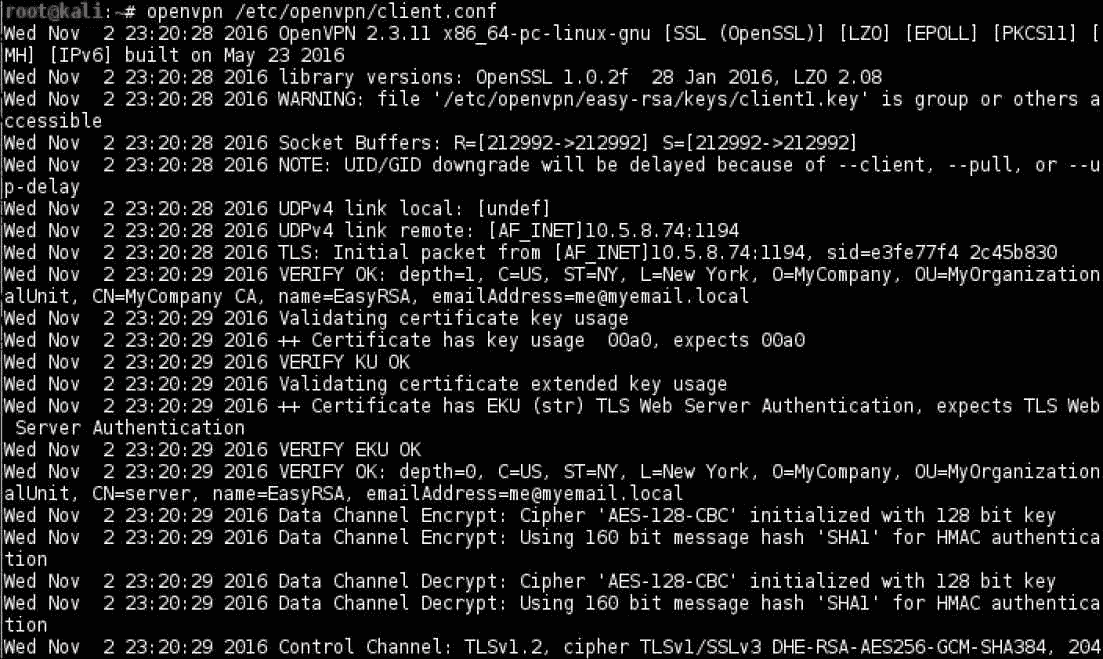 root@kali:~# openvpn /etc/openvpn/client.conf
Wed Nov  2 23:20:28 2016 OpenVPN 2.3.11 x86_64-pc-linux-gnu [SSL (OpenSSL)] [LZO] [EPOLL] [PKCS11] [
MH] [IPv6] built on May 23 2016
Wed Nov  2 23:20:28 2016 library versions: OpenSSL 1.0.2f  28 Jan 2016, LZO 2.08
Wed Nov  2 23:20:28 2016 WARNING: file '/etc/openvpn/easy-rsa/keys/client1.key' is group or others a
ccessible
Wed Nov  2 23:20:28 2016 Socket Buffers: R=[212992->212992] S=[212992->212992]
Wed Nov  2 23:20:28 2016 NOTE: UID/GID downgrade will be delayed because of --client, --pull, or --u
p-delay
Wed Nov  2 23:20:28 2016 UDPv4 link local: [undef]
Wed Nov  2 23:20:28 2016 UDPv4 link remote: [AF_INET]10.5.8.74:1194
Wed Nov  2 23:20:28 2016 TLS: Initial packet from [AF_INET]10.5.8.74:1194, sid=e3fe77f4 2c45b830
Wed Nov  2 23:20:29 2016 VERIFY OK: depth=1, C=US, ST=NY, L=New York, O=MyCompany, OU=MyOrganization
alUnit, CN=MyCompany CA, name=EasyRSA, emailAddress=me@myemail.local
Wed Nov  2 23:20:29 2016 Validating certificate key usage
Wed Nov  2 23:20:29 2016 ++ Certificate has key usage  00a0, expects 00a0
Wed Nov  2 23:20:29 2016 VERIFY KU OK
Wed Nov  2 23:20:29 2016 Validating certificate extended key usage
Wed Nov  2 23:20:29 2016 ++ Certificate has EKU (str) TLS Web Server Authentication, expects TLS Web
 Server Authentication
Wed Nov  2 23:20:29 2016 VERIFY EKU OK
Wed Nov  2 23:20:29 2016 VERIFY OK: depth=0, C=US, ST=NY, L=New York, O=MyCompany, OU=MyOrganization
alUnit, CN=server, name=EasyRSA, emailAddress=me@myemail.local
Wed Nov  2 23:20:29 2016 Data Channel Encrypt: Cipher 'AES-128-CBC' initialized with 128 bit key
Wed Nov  2 23:20:29 2016 Data Channel Encrypt: Using 160 bit message hash 'SHA1' for HMAC authentica
tion
Wed Nov  2 23:20:29 2016 Data Channel Decrypt: Cipher 'AES-128-CBC' initialized with 128 bit key
Wed Nov  2 23:20:29 2016 Data Channel Decrypt: Using 160 bit message hash 'SHA1' for HMAC authentica
tion
Wed Nov  2 23:20:29 2016 Control Channel: TLSv1.2, cipher TLSv1/SSLv3 DHE-RSA-AES256-GCM-SHA384, 204